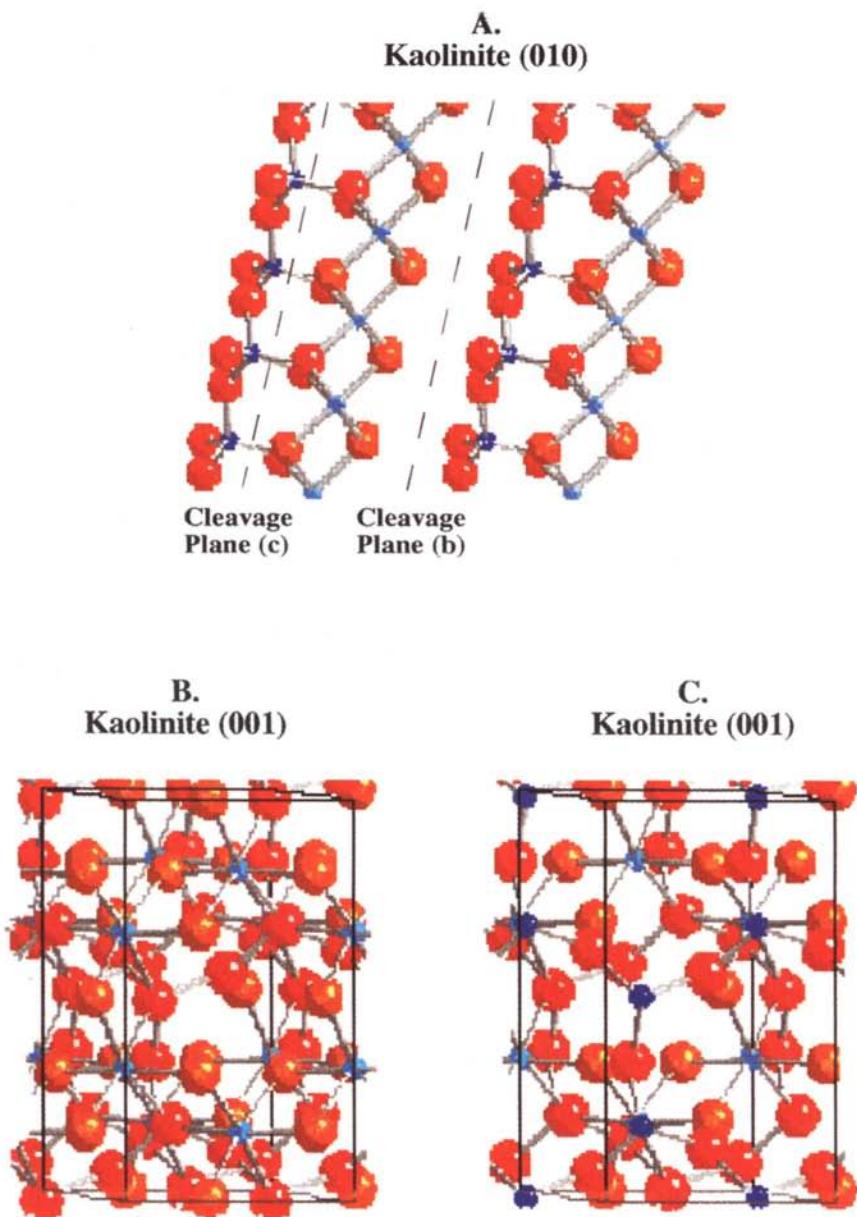 A.
Kaolinite (010)
Cleavage
Plane (c)
Cleavage
Plane (b)
B.
Kaolinite (001)
C.
Kaolinite (001)